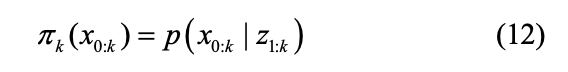 π_k(x_{0:k}) = p(x_{0:k} | z_{1:k}) (12)